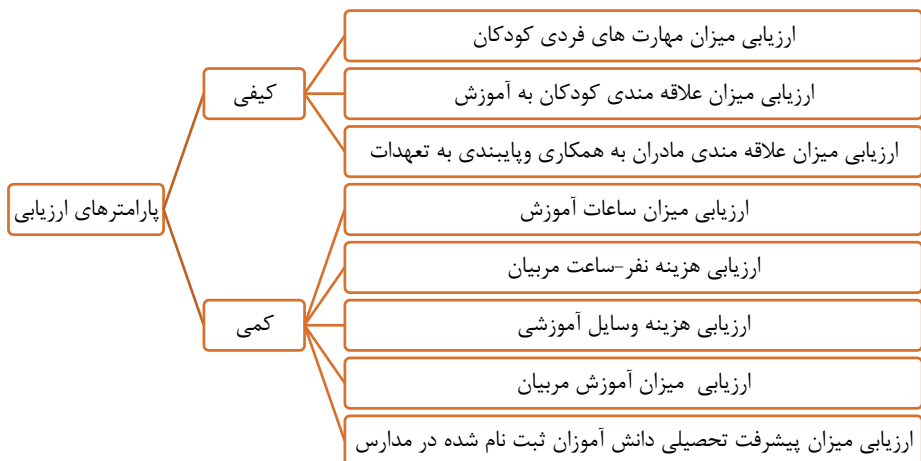 پارامترهای ارزیابی
کیفی
ارزیابی میزان مهارت های فردی کودکان
ارزیابی میزان علاقه مندی کودکان به آموزش
ارزیابی میزان علاقه مندی مادران به همکاری وپایبندی به تعهدات
کمی
ارزیابی میزان ساعات آموزش
ارزیابی هزینه نفر-ساعت مربیان
ارزیابی هزینه وسایل آموزشی
ارزیابی میزان آموزش مربیان
ارزیابی میزان پیشرفت تحصیلی دانش آموزان ثبت نام شده در مدارس